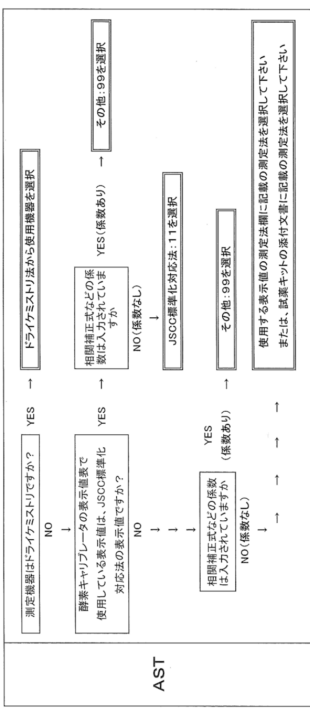 AST
測定機器はドライケミストリですか?
YES
→
ドライケミストリ法から使用機器を選択
NO
↓
酵素キャリブレータの表示値表で
使用している表示値は、JSCC標準化
対応法の表示値ですか?
YES
→
相関補正式などの係
数は入力されていま
すか
YES(係数あり)
→
その他:99を選択
NO
↓
NO(係数なし)
↓
JSCC標準化対応法:11を選択
↓
↓
相関補正式などの係数
は入力されていますか
YES
(係数あり)
→
その他:99を選択
NO(係数なし)
↓
→
→
→
→
使用する表示値の測定法欄に記載の測定法を選択して下さい
または、試薬キットの添付文書に記載の測定法を選択して下さい